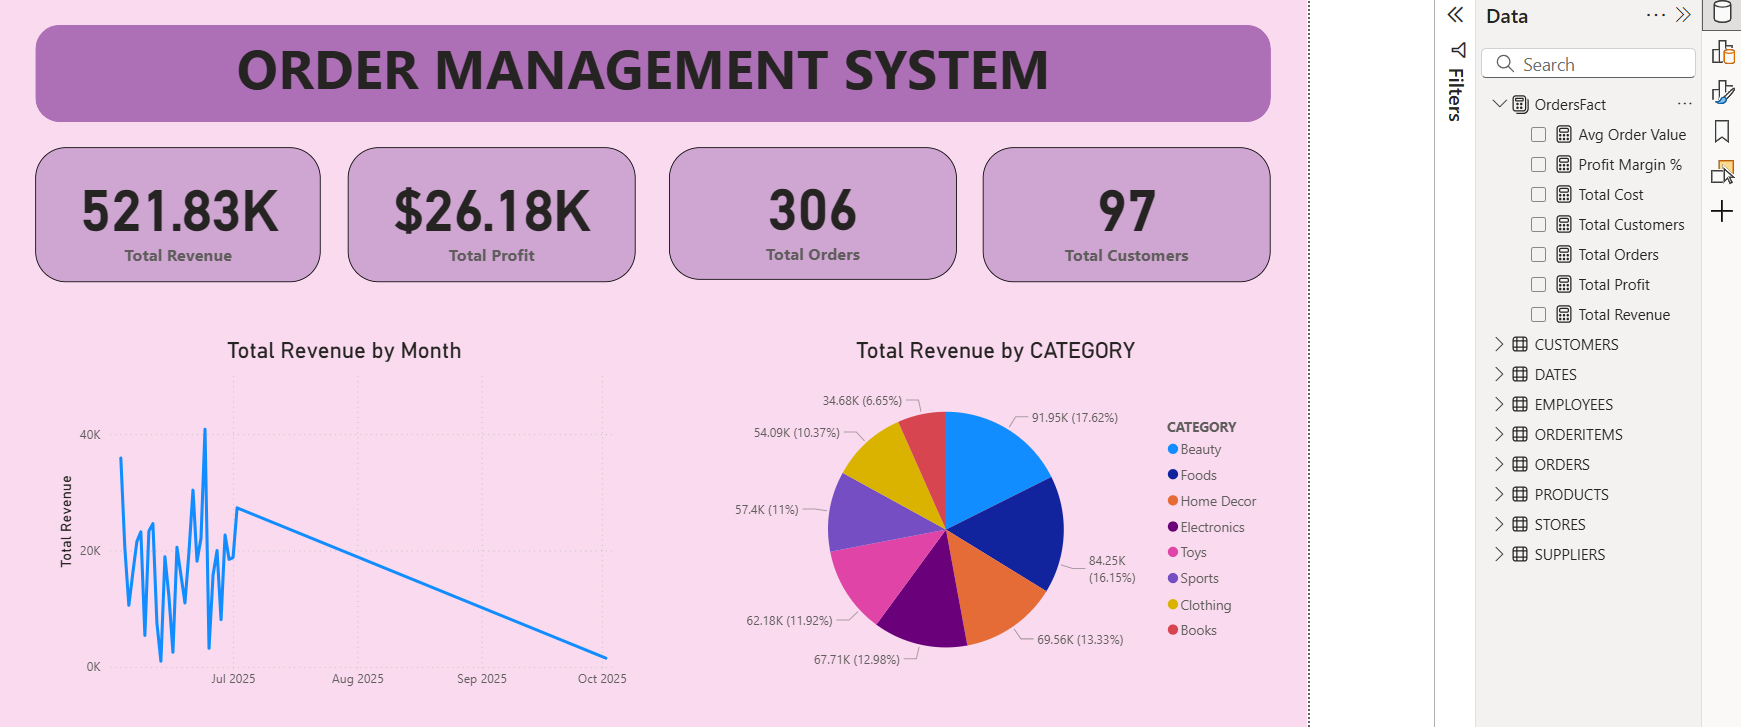 ORDER MANAGEMENT SYSTEM
521.83K
Total Revenue
$26.18K
Total Profit
306
Total Orders
97
Total Customers
Total Revenue by Month
Total Revenue
40K
20K
0K
Jul 2025
Aug 2025
Sep 2025
Oct 2025
Total Revenue by CATEGORY
34.68K (6.65%)
91.95K (17.62%)
54.09K (10.37%)
57.4K (11%)
84.25K
(16.15%)
62.18K (11.92%)
69.56K (13.33%)
67.71K (12.98%)
CATEGORY
Beauty
Foods
Home Decor
Electronics
Toys
Sports
Clothing
Books
Filters
Data
Search
OrdersFact
Avg Order Value
Profit Margin %
Total Cost
Total Customers
Total Orders
Total Profit
Total Revenue
CUSTOMERS
DATES
EMPLOYEES
ORDERITEMS
ORDERS
PRODUCTS
STORES
SUPPLIERS